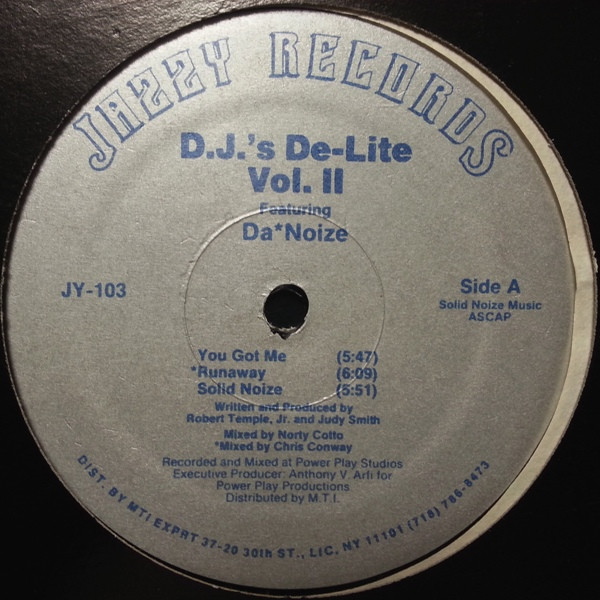 JAZZY RECORDS
D.J.'s De-Lite
Vol. II
Featuring
Da*Noize
JY-103
Side A
Solid Noize Music
ASCAP
You Got Me (5:47)
*Runaway (6:09)
Solid Noize (5:51)
Written and Produced by
Robert Temple, Jr. and Judy Smith
Mixed by Norty Cotto
*Mixed by Chris Conway
Recorded and Mixed at Power Play Studios
Executive Producer: Anthony V. Arfi for
Power Play Productions
Distributed by M.T.I.
DIST. BY MTI EXPRT 37-20 30th ST., LIC, NY 11101 (718) 786-8473